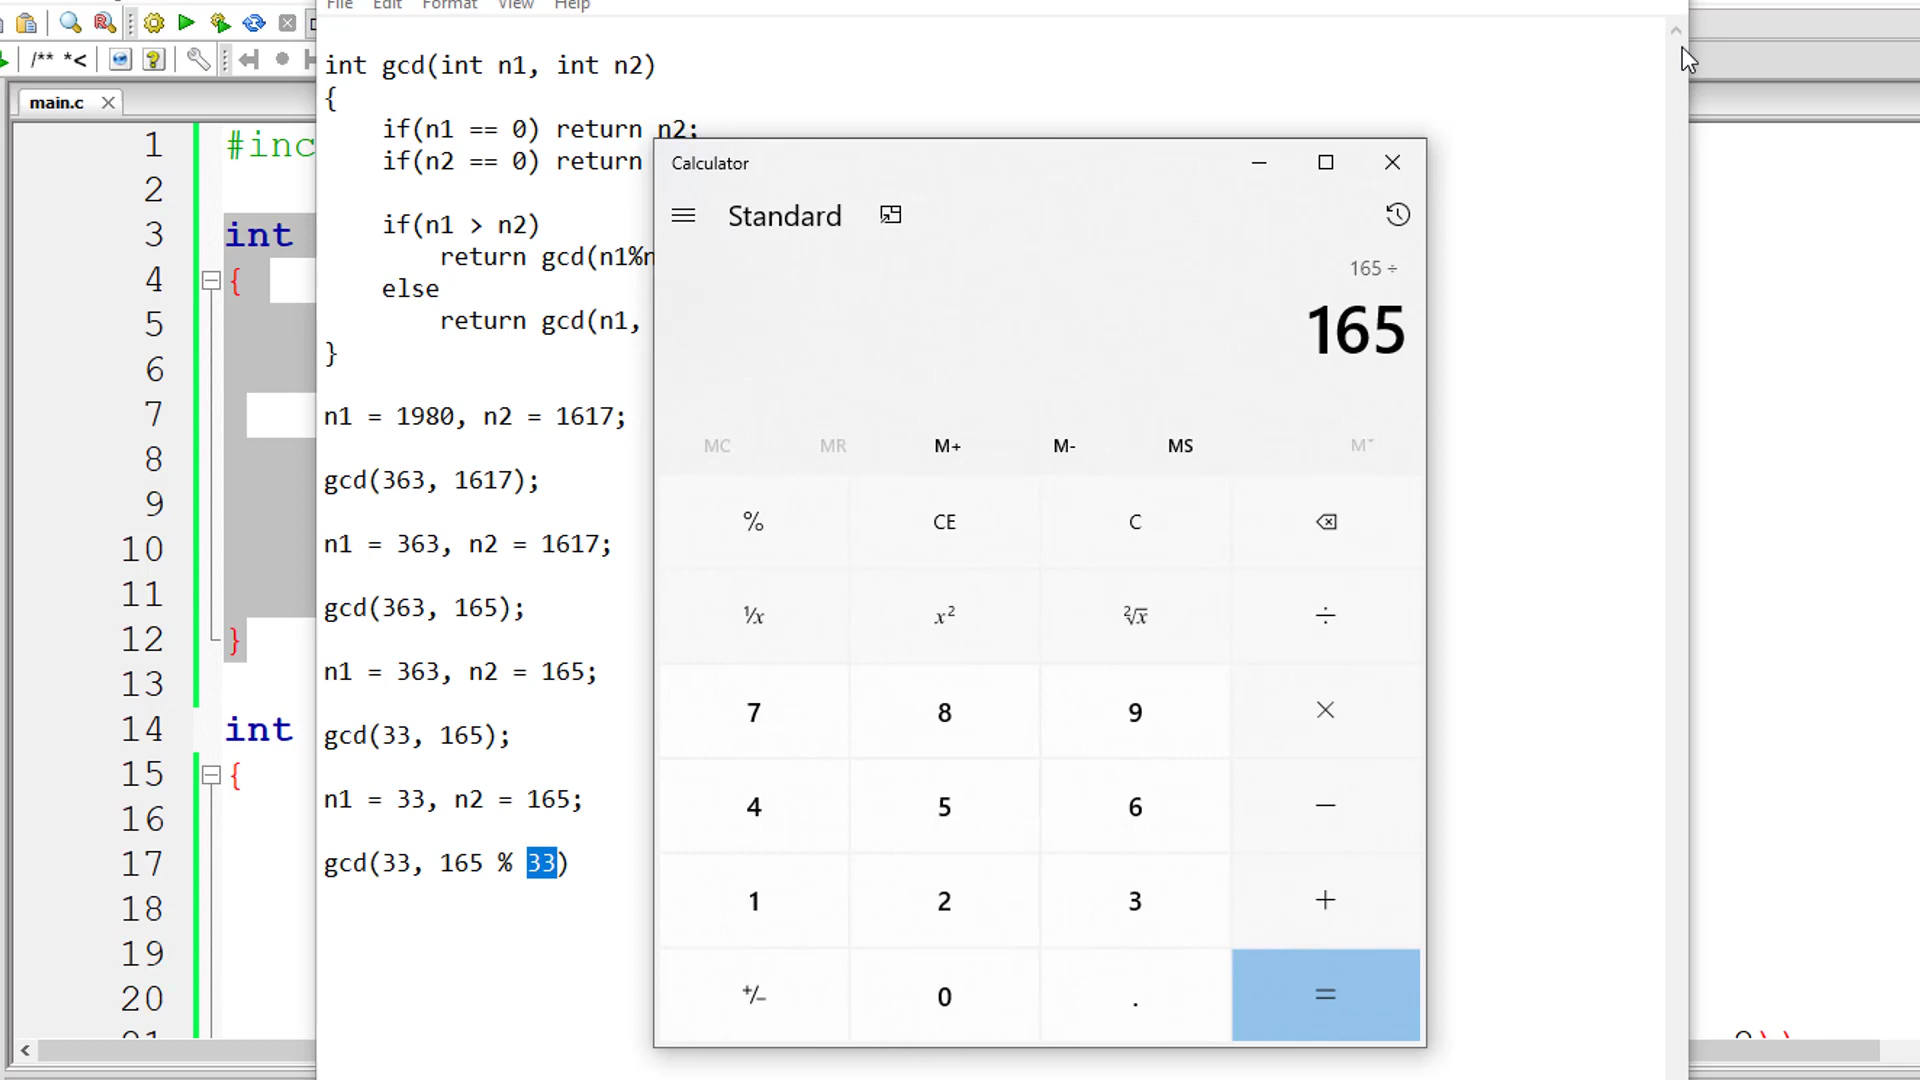 File Edit Format View Help
/** *<
main.c
int gcd(int n1, int n2)
{
if(n1 == 0) return n2;
if(n2 == 0) return
if(n1 > n2)
return gcd(n1%n
else
return gcd(n1,
}
n1 = 1980, n2 = 1617;
gcd(363, 1617);
n1 = 363, n2 = 1617;
gcd(363, 165);
n1 = 363, n2 = 165;
gcd(33, 165);
n1 = 33, n2 = 165;
gcd(33, 165 % 33)
1 #inc
2
3 int
4 {
5
6
7
8
9
10
11
12 }
13
14 int
15 {
16
17
18
19
20
Calculator
Standard
165 ÷
165
MC MR M+ M- MS M˅
% CE C
⅟x x² ²√x ÷
7 8 9 ×
4 5 6 −
1 2 3 +
+/− 0 . =